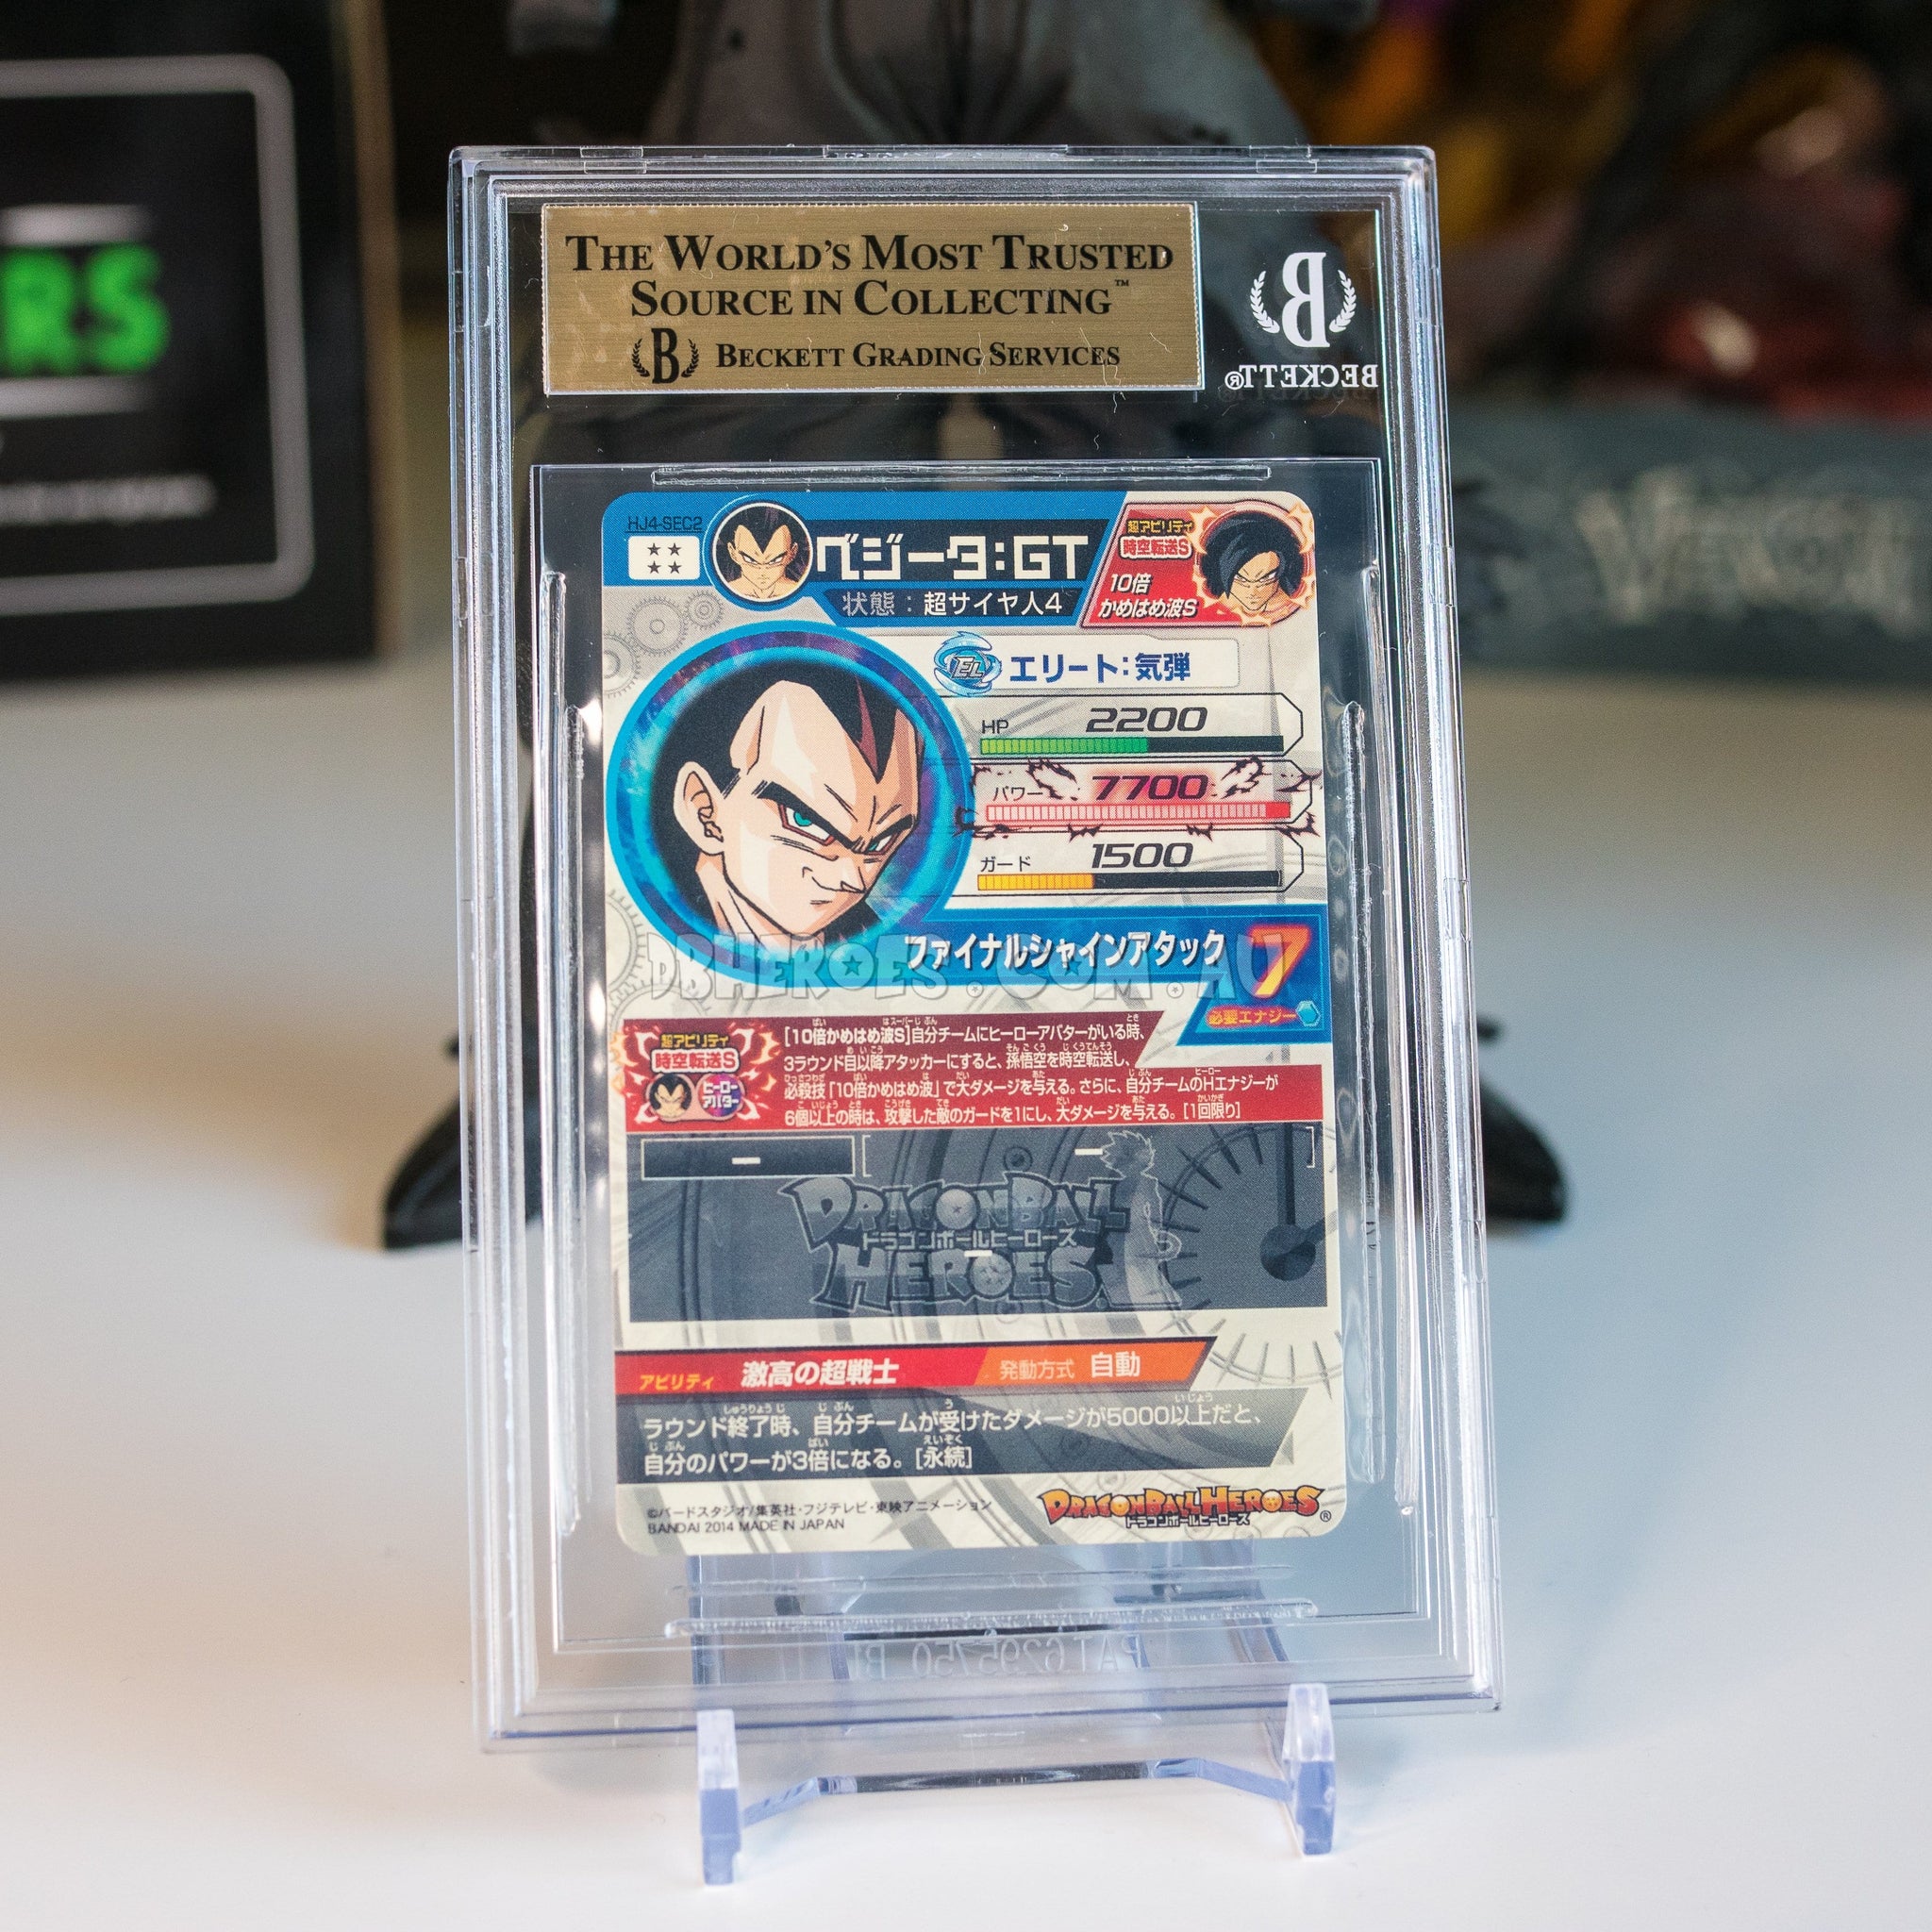 RS
THE WORLD'S MOST TRUSTED
SOURCE IN COLLECTING™
B BECKETT GRADING SERVICES
B
BECKETT®
HJ4-SEC2
★★
★★
ベジータ:GT
状態：超サイヤ人4
超アビリティ
時空転送S
10倍
かめはめ波S
EL エリート:気弾
HP 2200
パワー 7700
ガード 1500
ファイナルシャインアタック 7
必要エナジー
DBHEROES.COM.AU
超アビリティ
時空転送S
ヒーロー
アバター
[10倍かめはめ波S]自分チームにヒーローアバターがいる時、
3ラウンド目以降アタッカーにすると、孫悟空を時空転送し、
必殺技「10倍かめはめ波」で大ダメージを与える。さらに、自分チームのHエナジーが
6個以上の時は、攻撃した敵のガードを1にし、大ダメージを与える。[1回限り]
DRAGONBALL
ドラゴンボールヒーローズ
HEROES
アビリティ 激高の超戦士 発動方式 自動
ラウンド終了時、自分チームが受けたダメージが5000以上だと、
自分のパワーが3倍になる。[永続]
©バードスタジオ/集英社・フジテレビ・東映アニメーション
BANDAI 2014 MADE IN JAPAN
DRAGONBALL HEROES
ドラゴンボールヒーローズ®
PAT 6295750 B1